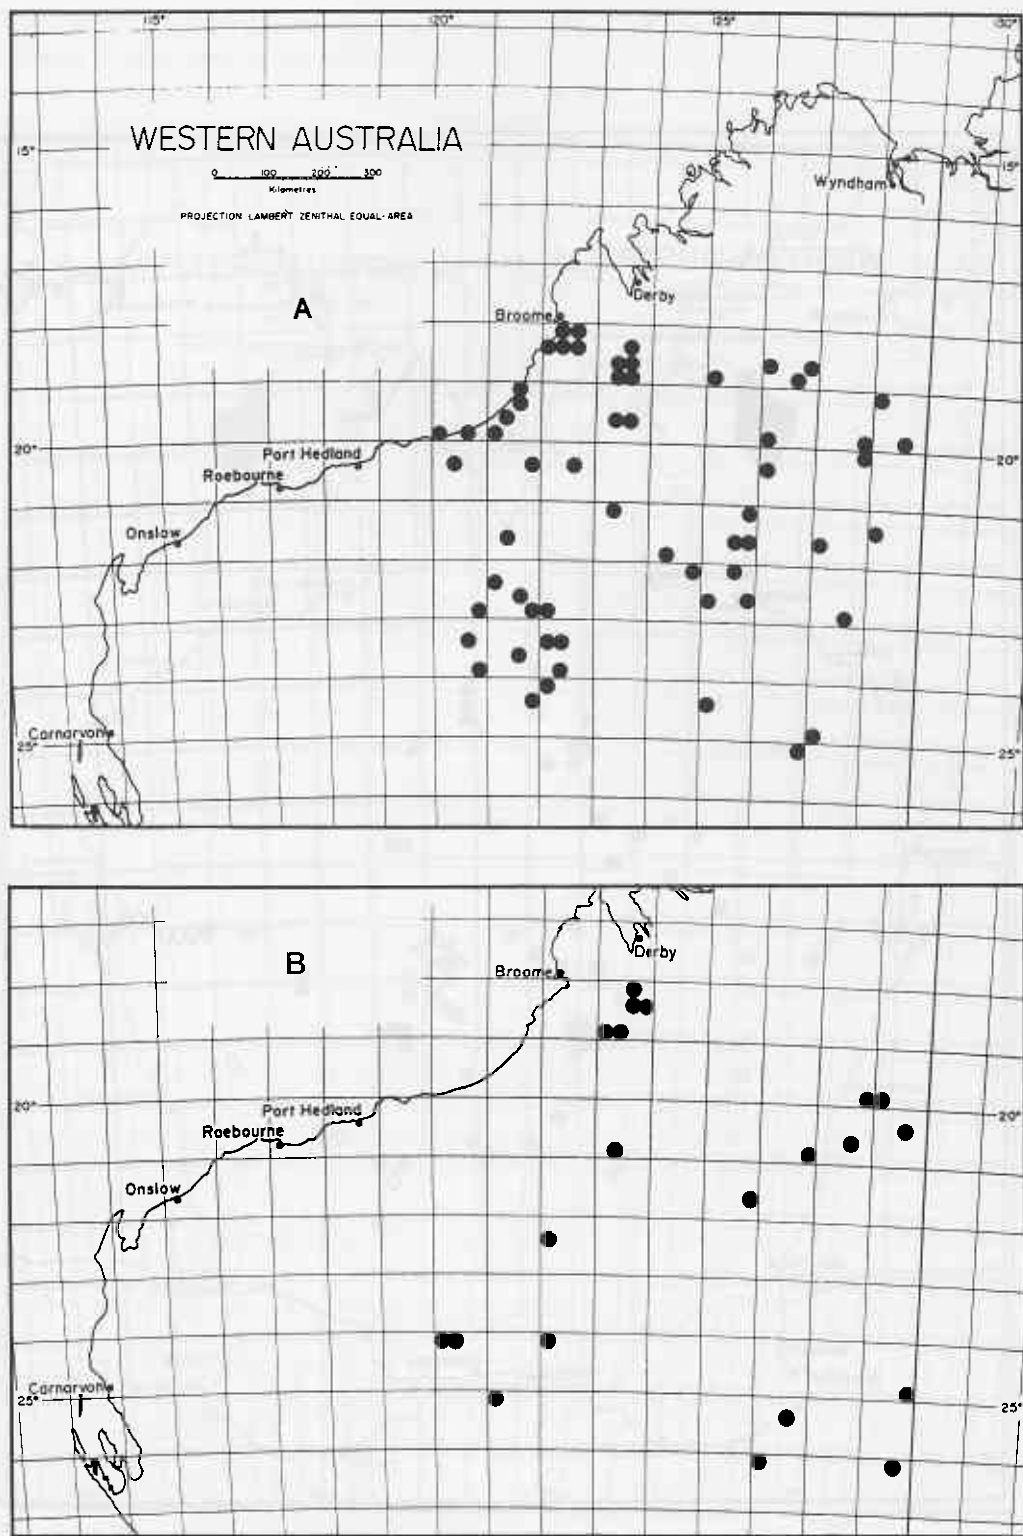 115° 120° 125° 130°
WESTERN AUSTRALIA
15° 15°
0 100 200 300
Kilometres
Wyndham
PROJECTION LAMBERT ZENITHAL EQUAL-AREA
Derby
A
Broome
20° 20°
Port Hedland
Roebourne
Onslow
Carnarvon
25° 25°
B
Derby
Broome
20° 20°
Port Hedland
Roebourne
Onslow
Carnarvon
25° 25°